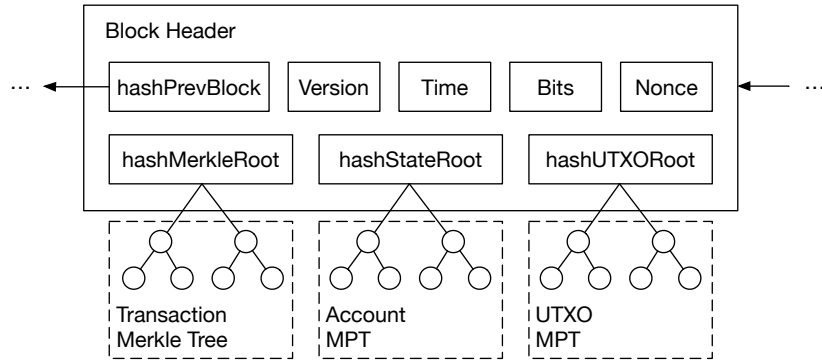 Block Header
... hashPrevBlock Version Time Bits Nonce ...
hashMerkleRoot hashStateRoot hashUTXORoot
Transaction Account UTXO
Merkle Tree MPT MPT